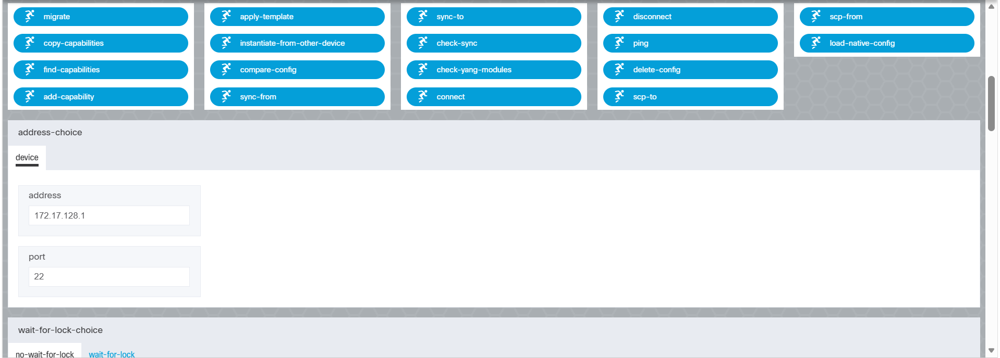 migrate
copy-capabilities
find-capabilities
add-capability
apply-template
instantiate-from-other-device
compare-config
sync-from
sync-to
check-sync
check-yang-modules
connect
disconnect
ping
delete-config
scp-to
scp-from
load-native-config
address-choice
device
address
172.17.128.1
port
22
wait-for-lock-choice
no-wait-for-lock wait-for-lock